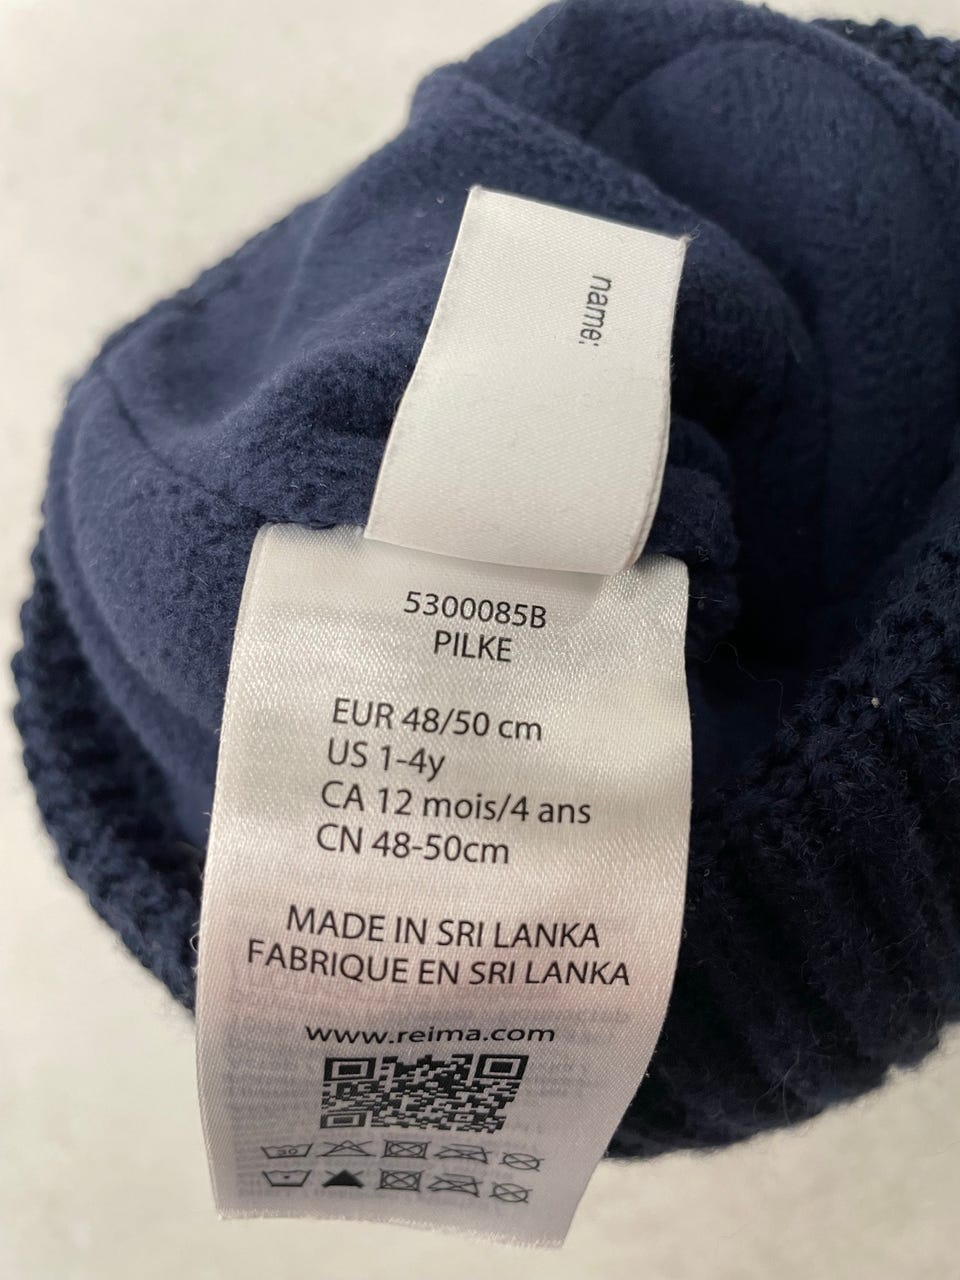 name:
5300085B
PILKE
EUR 48/50 cm
US 1-4y
CA 12 mois/4 ans
CN 48-50cm
MADE IN SRI LANKA
FABRIQUE EN SRI LANKA
www.reima.com
30